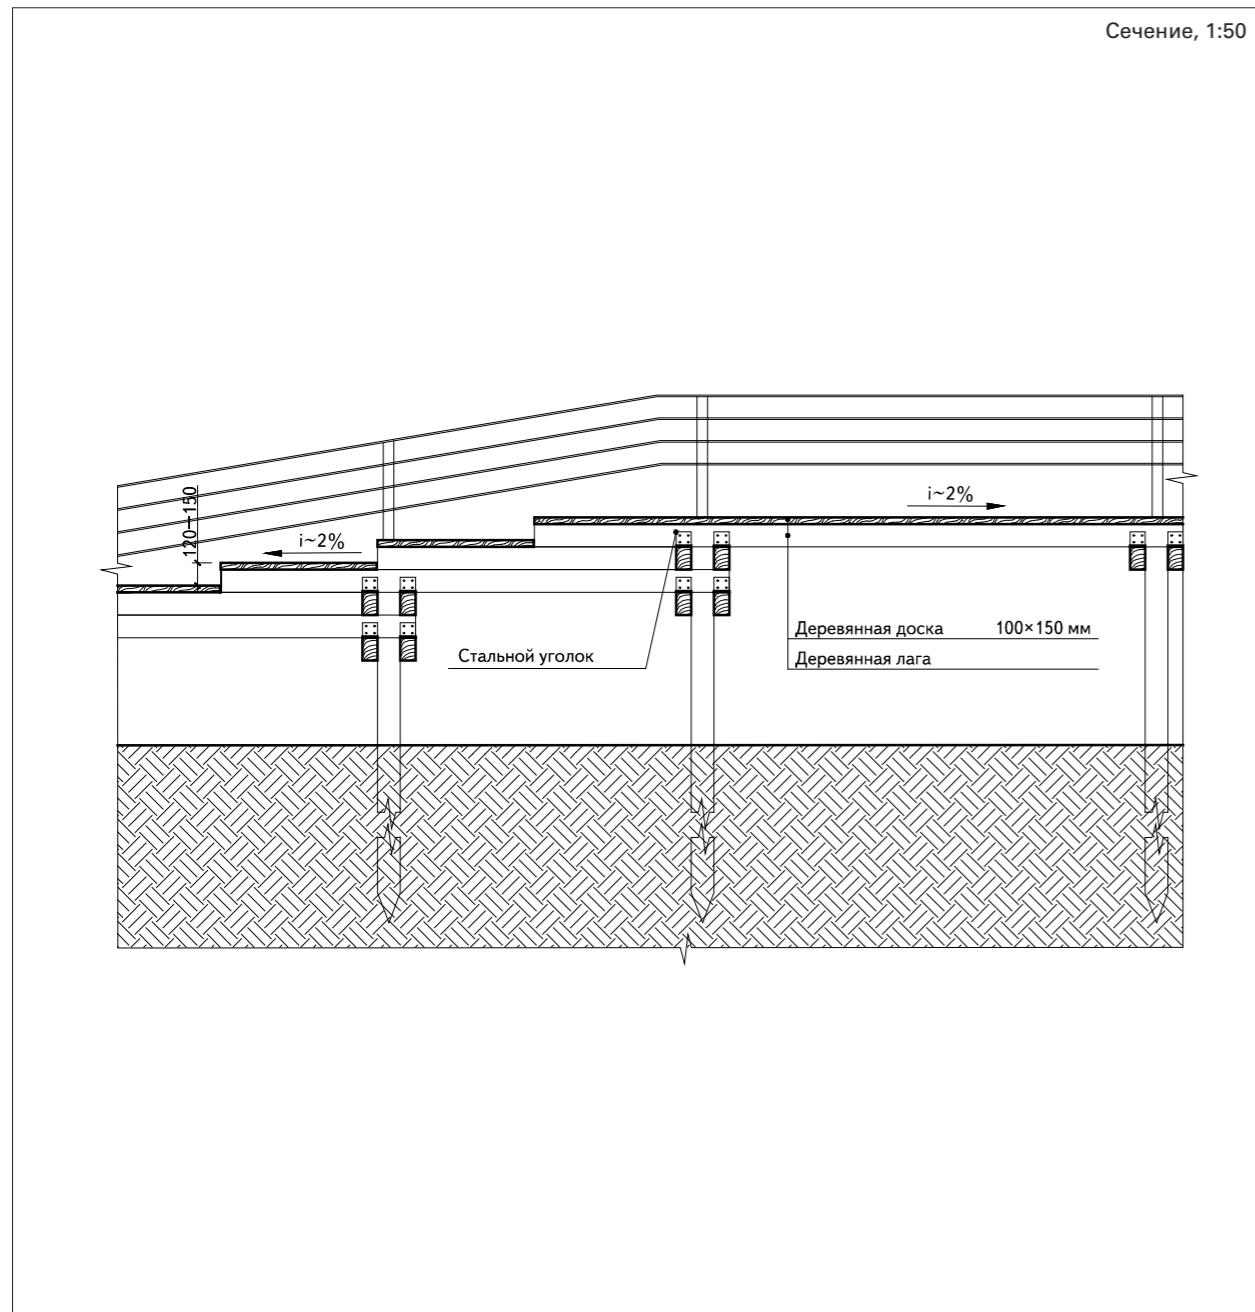 Сечение, 1:50
120—150
i~2%
i~2%
Стальной уголок
Деревянная доска 100×150 мм
Деревянная лага